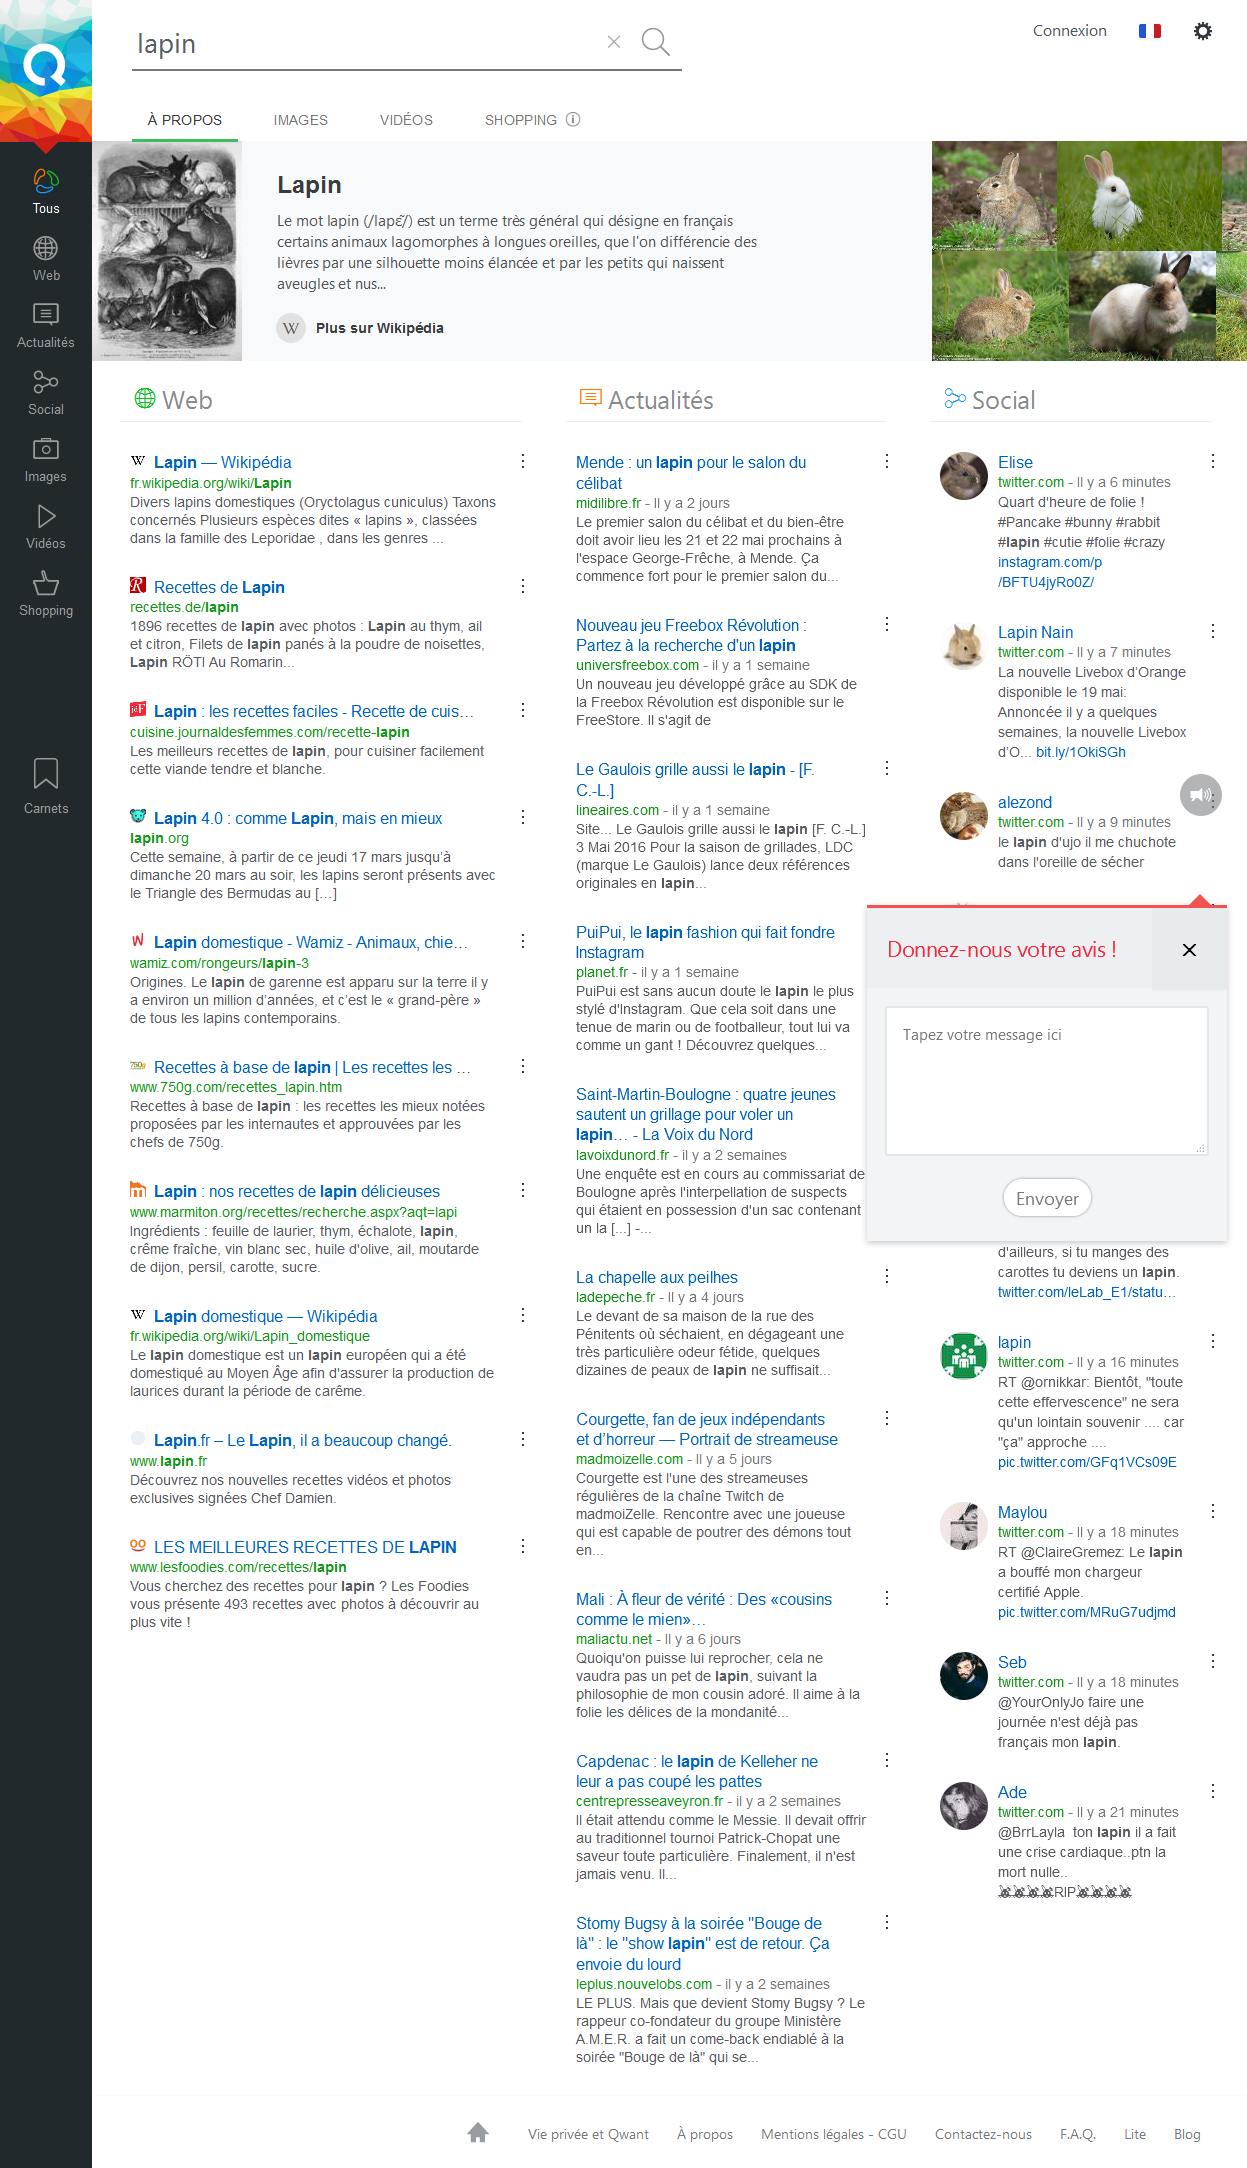 lapin
Connexion
À PROPOS
IMAGES
VIDÉOS
SHOPPING
Tous
Web
Actualités
Social
Images
Vidéos
Shopping
Carnets
Lapin
Le mot lapin (/lapɛ̃/) est un terme très général qui désigne en français
certains animaux lagomorphes à longues oreilles, que l'on différencie des
lièvres par une silhouette moins élancée et par les petits qui naissent
aveugles et nus...
W Plus sur Wikipédia
Web
W Lapin — Wikipédia
fr.wikipedia.org/wiki/Lapin
Divers lapins domestiques (Oryctolagus cuniculus) Taxons
concernés Plusieurs espèces dites « lapins », classées
dans la famille des Leporidae , dans les genres ...
R Recettes de Lapin
recettes.de/lapin
1896 recettes de lapin avec photos : Lapin au thym, ail
et citron, Filets de lapin panés à la poudre de noisettes,
Lapin RÔTI Au Romarin...
Lapin : les recettes faciles - Recette de cuis…
cuisine.journaldesfemmes.com/recette-lapin
Les meilleurs recettes de lapin, pour cuisiner facilement
cette viande tendre et blanche.
Lapin 4.0 : comme Lapin, mais en mieux
lapin.org
Cette semaine, à partir de ce jeudi 17 mars jusqu'à
dimanche 20 mars au soir, les lapins seront présents avec
le Triangle des Bermudas au […]
W Lapin domestique - Wamiz - Animaux, chie…
wamiz.com/rongeurs/lapin-3
Origines. Le lapin de garenne est apparu sur la terre il y
a environ un million d'années, et c'est le « grand-père »
de tous les lapins contemporains.
750g Recettes à base de lapin | Les recettes les …
www.750g.com/recettes_lapin.htm
Recettes à base de lapin : les recettes les mieux notées
proposées par les internautes et approuvées par les
chefs de 750g.
Lapin : nos recettes de lapin délicieuses
www.marmiton.org/recettes/recherche.aspx?aqt=lapi
Ingrédients : feuille de laurier, thym, échalote, lapin,
crême fraîche, vin blanc sec, huile d'olive, ail, moutarde
de dijon, persil, carotte, sucre.
W Lapin domestique — Wikipédia
fr.wikipedia.org/wiki/Lapin_domestique
Le lapin domestique est un lapin européen qui a été
domestiqué au Moyen Âge afin d'assurer la production de
laurices durant la période de carême.
Lapin.fr – Le Lapin, il a beaucoup changé.
www.lapin.fr
Découvrez nos nouvelles recettes vidéos et photos
exclusives signées Chef Damien.
LES MEILLEURES RECETTES DE LAPIN
www.lesfoodies.com/recettes/lapin
Vous cherchez des recettes pour lapin ? Les Foodies
vous présente 493 recettes avec photos à découvrir au
plus vite !
Actualités
Mende : un lapin pour le salon du
célibat
midilibre.fr - Il y a 2 jours
Le premier salon du célibat et du bien-être
doit avoir lieu les 21 et 22 mai prochains à
l'espace George-Frêche, à Mende. Ça
commence fort pour le premier salon du...
Nouveau jeu Freebox Révolution :
Partez à la recherche d'un lapin
universfreebox.com - il y a 1 semaine
Un nouveau jeu développé grâce au SDK de
la Freebox Révolution est disponible sur le
FreeStore. Il s'agit de
Le Gaulois grille aussi le lapin - [F.
C.-L.]
lineaires.com - il y a 1 semaine
Site... Le Gaulois grille aussi le lapin [F. C.-L.]
3 Mai 2016 Pour la saison de grillades, LDC
(marque Le Gaulois) lance deux références
originales en lapin...
PuiPui, le lapin fashion qui fait fondre
Instagram
planet.fr - il y a 1 semaine
PuiPui est sans aucun doute le lapin le plus
stylé d'Instagram. Que cela soit dans une
tenue de marin ou de footballeur, tout lui va
comme un gant ! Découvrez quelques...
Saint-Martin-Boulogne : quatre jeunes
sautent un grillage pour voler un
lapin… - La Voix du Nord
lavoixdunord.fr - il y a 2 semaines
Une enquête est en cours au commissariat de
Boulogne après l'interpellation de suspects
qui étaient en possession d'un sac contenant
un la [...] -...
La chapelle aux peilhes
ladepeche.fr - Il y a 4 jours
Le devant de sa maison de la rue des
Pénitents où séchaient, en dégageant une
très particulière odeur fétide, quelques
dizaines de peaux de lapin ne suffisait...
Courgette, fan de jeux indépendants
et d'horreur — Portrait de streameuse
madmoizelle.com - Il y a 5 jours
Courgette est l'une des streameuses
régulières de la chaîne Twitch de
madmoiZelle. Rencontre avec une joueuse
qui est capable de poutrer des démons tout
en...
Mali : À fleur de vérité : Des «cousins
comme le mien»…
maliactu.net - Il y a 6 jours
Quoiqu'on puisse lui reprocher, cela ne
vaudra pas un pet de lapin, suivant la
philosophie de mon cousin adoré. Il aime à la
folie les délices de la mondanité...
Capdenac : le lapin de Kelleher ne
leur a pas coupé les pattes
centrepresseaveyron.fr - il y a 2 semaines
Il était attendu comme le Messie. Il devait offrir
au traditionnel tournoi Patrick-Chopat une
saveur toute particulière. Finalement, il n'est
jamais venu. Il...
Stomy Bugsy à la soirée "Bouge de
là" : le "show lapin" est de retour. Ça
envoie du lourd
leplus.nouvelobs.com - il y a 2 semaines
LE PLUS. Mais que devient Stomy Bugsy ? Le
rappeur co-fondateur du groupe Ministère
A.M.E.R. a fait un come-back endiablé à la
soirée "Bouge de là" qui se...
Social
Elise
twitter.com - Il y a 6 minutes
Quart d'heure de folie !
#Pancake #bunny #rabbit
#lapin #cutie #folie #crazy
instagram.com/p
/BFTU4jyRo0Z/
Lapin Nain
twitter.com - Il y a 7 minutes
La nouvelle Livebox d'Orange
disponible le 19 mai:
Annoncée il y a quelques
semaines, la nouvelle Livebox
d'O... bit.ly/1OkiSGh
alezond
twitter.com - Il y a 9 minutes
le lapin d'ujo il me chuchote
dans l'oreille de sécher
Donnez-nous votre avis !
Tapez votre message ici
Envoyer
d'ailleurs, si tu manges des
carottes tu deviens un lapin.
twitter.com/leLab_E1/statu…
lapin
twitter.com - Il y a 16 minutes
RT @ornikkar: Bientôt, "toute
cette effervescence" ne sera
qu'un lointain souvenir .... car
"ça" approche ....
pic.twitter.com/GFq1VCs09E
Maylou
twitter.com - Il y a 18 minutes
RT @ClaireGremez: Le lapin
a bouffé mon chargeur
certifié Apple.
pic.twitter.com/MRuG7udjmd
Seb
twitter.com - Il y a 18 minutes
@YourOnlyJo faire une
journée n'est déjà pas
français mon lapin.
Ade
twitter.com - Il y a 21 minutes
@BrrLayla ton lapin il a fait
une crise cardiaque..ptn la
mort nulle..
RIP
Vie privée et Qwant
À propos
Mentions légales - CGU
Contactez-nous
F.A.Q.
Lite
Blog